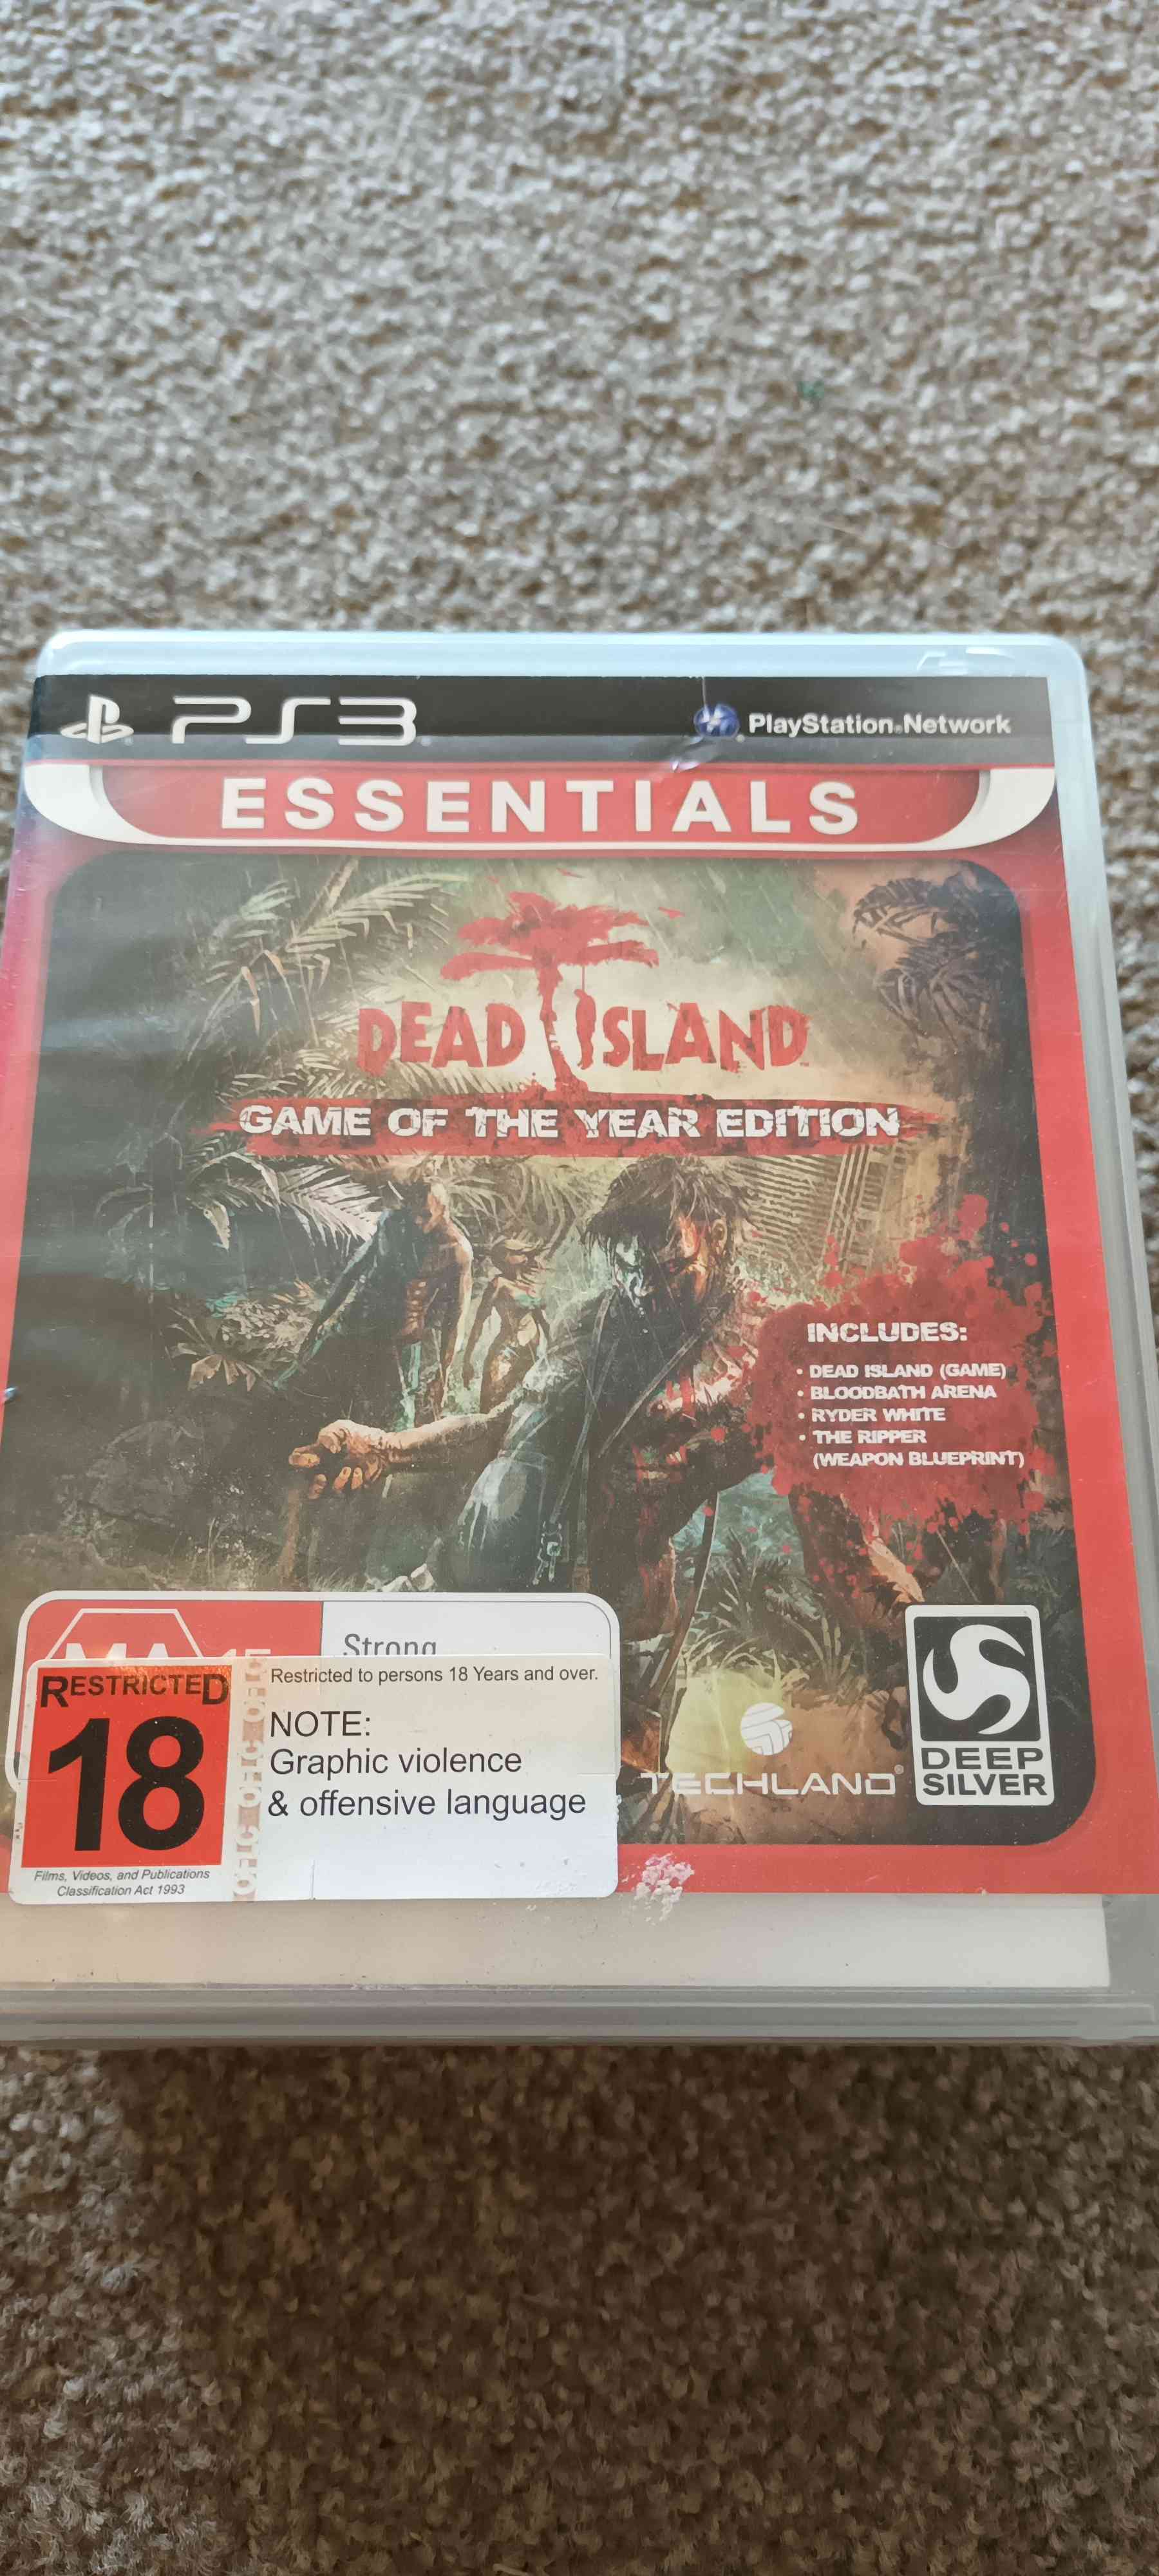 PS3
PlayStation®Network
ESSENTIALS
DEAD ISLAND
GAME OF THE YEAR EDITION
INCLUDES:
• DEAD ISLAND (GAME)
• BLOODBATH ARENA
• RYDER WHITE
• THE RIPPER
(WEAPON BLUEPRINT)
MA 15
Strong
RESTRICTED
18
Films, Videos, and Publications
Classification Act 1993
Restricted to persons 18 Years and over.
NOTE:
Graphic violence
& offensive language
TECHLAND®
DEEP
SILVER